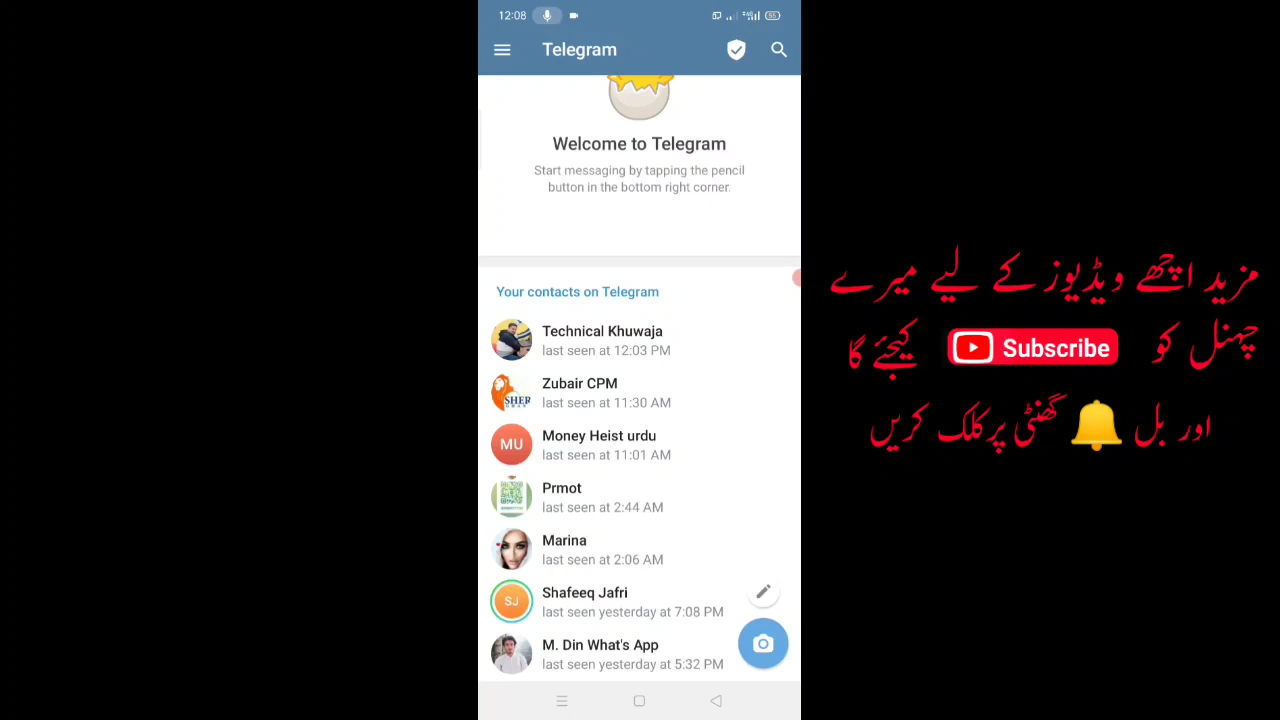 12:08
Telegram
Welcome to Telegram
Start messaging by tapping the pencil
button in the bottom right corner.
Your contacts on Telegram
Technical Khuwaja
last seen at 12:03 PM
Zubair CPM
last seen at 11:30 AM
Money Heist urdu
last seen at 11:01 AM
MU
Prmot
last seen at 2:44 AM
Marina
last seen at 2:06 AM
Shafeeq Jafri
last seen yesterday at 7:08 PM
SJ
M. Din What's App
last seen yesterday at 5:32 PM
مزید اچھے ویڈیوز کے لیے میرے
چہنل کو Subscribe کیجئے گا
اور بل گھنٹی پر کلک کریں